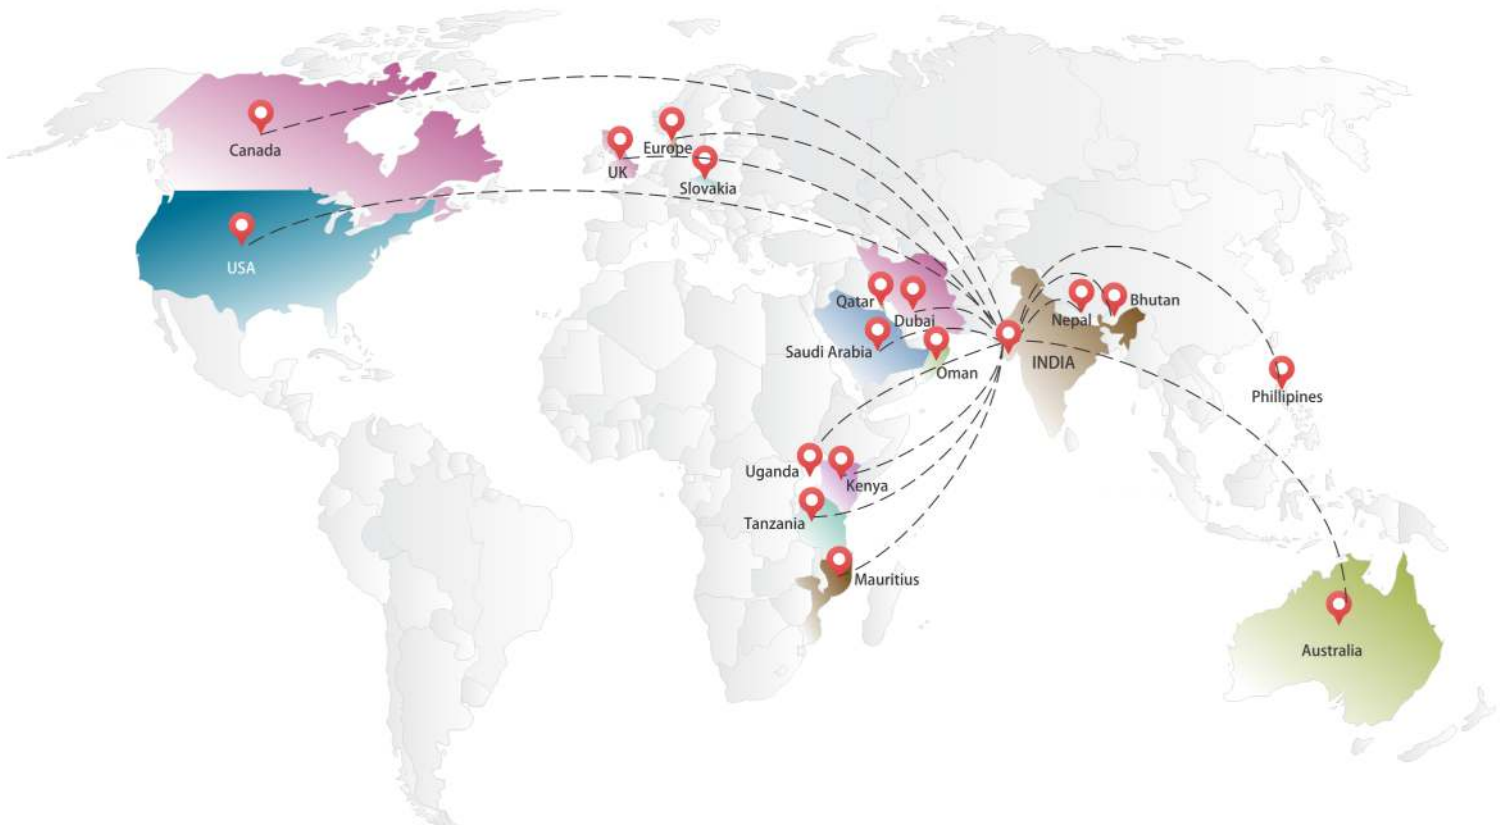 Canada
Europe
UK
Slovakia
USA
Qatar
Bhutan
Nepal
Dubai
Saudi Arabia
INDIA
Oman
Phillipines
Uganda
Kenya
Tanzania
Mauritius
Australia